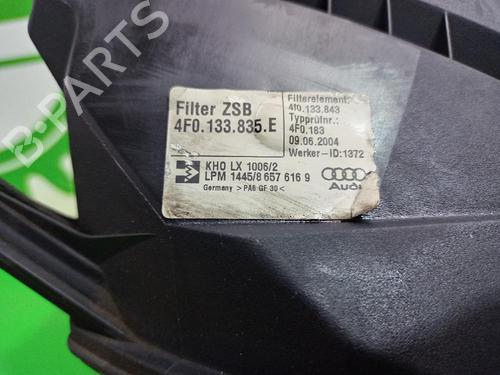 B-PARTS
Filter ZSB
4F0.133.835.E
Filterelement:
4f0.133.843
Typprüfnr.:
4F0.183
09.06.2004
Werker-ID:1372
KHO LX 1006/2
LPM 1445/8 657 616 9
Germany >PA6 GF 30<
Audi